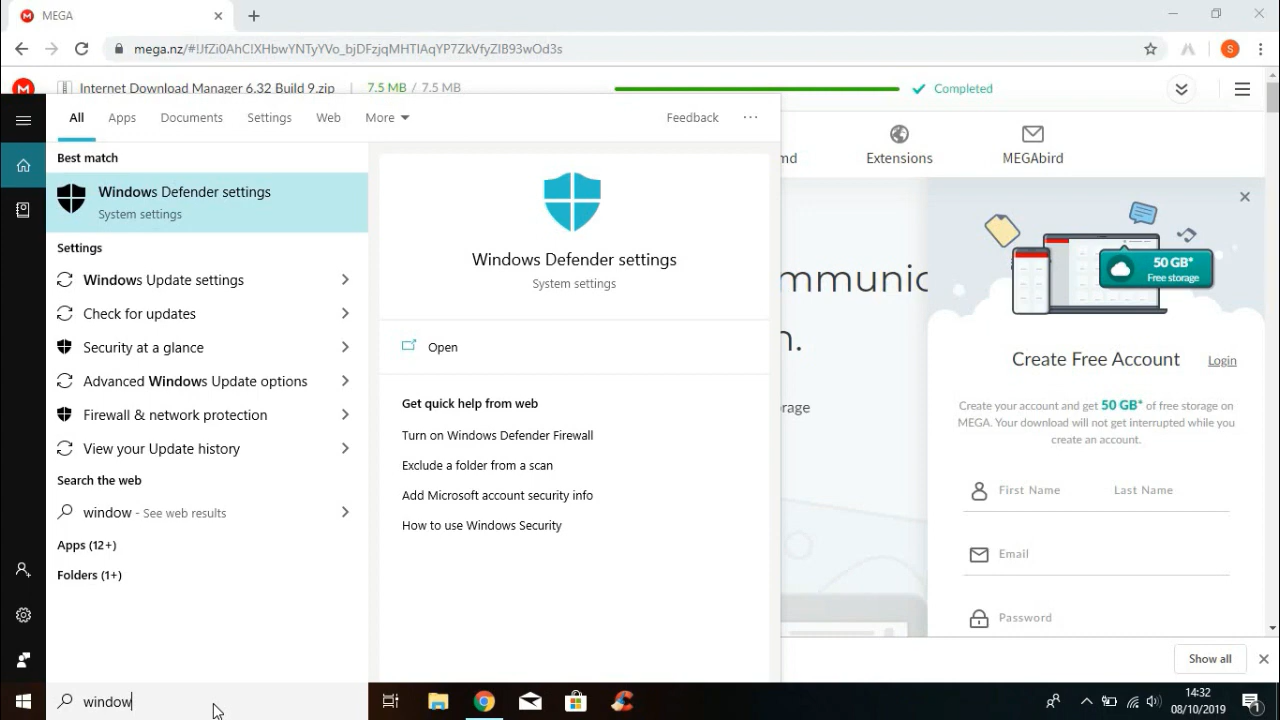 MEGA
mega.nz/#!JfZi0AhC!XHbwYNTyYVo_bjDFzjqMHTIAqYP7ZkVfyZIB93wOd3s
S
Internet Download Manager 6.32 Build 9.zip
7.5 MB / 7.5 MB
Completed
All
Apps
Documents
Settings
Web
More
Feedback
md
Extensions
MEGAbird
Best match
Windows Defender settings
System settings
Settings
Windows Update settings
Check for updates
Security at a glance
Advanced Windows Update options
Firewall & network protection
View your Update history
Search the web
window - See web results
Apps (12+)
Folders (1+)
Windows Defender settings
System settings
Open
Get quick help from web
Turn on Windows Defender Firewall
Exclude a folder from a scan
Add Microsoft account security info
How to use Windows Security
mmunic
n.
rage
50 GB*
Free storage
Create Free Account
Login
Create your account and get 50 GB* of free storage on
MEGA. Your download will not get interrupted while you
create an account.
First Name
Last Name
Email
Password
Show all
window
14:32
08/10/2019
1